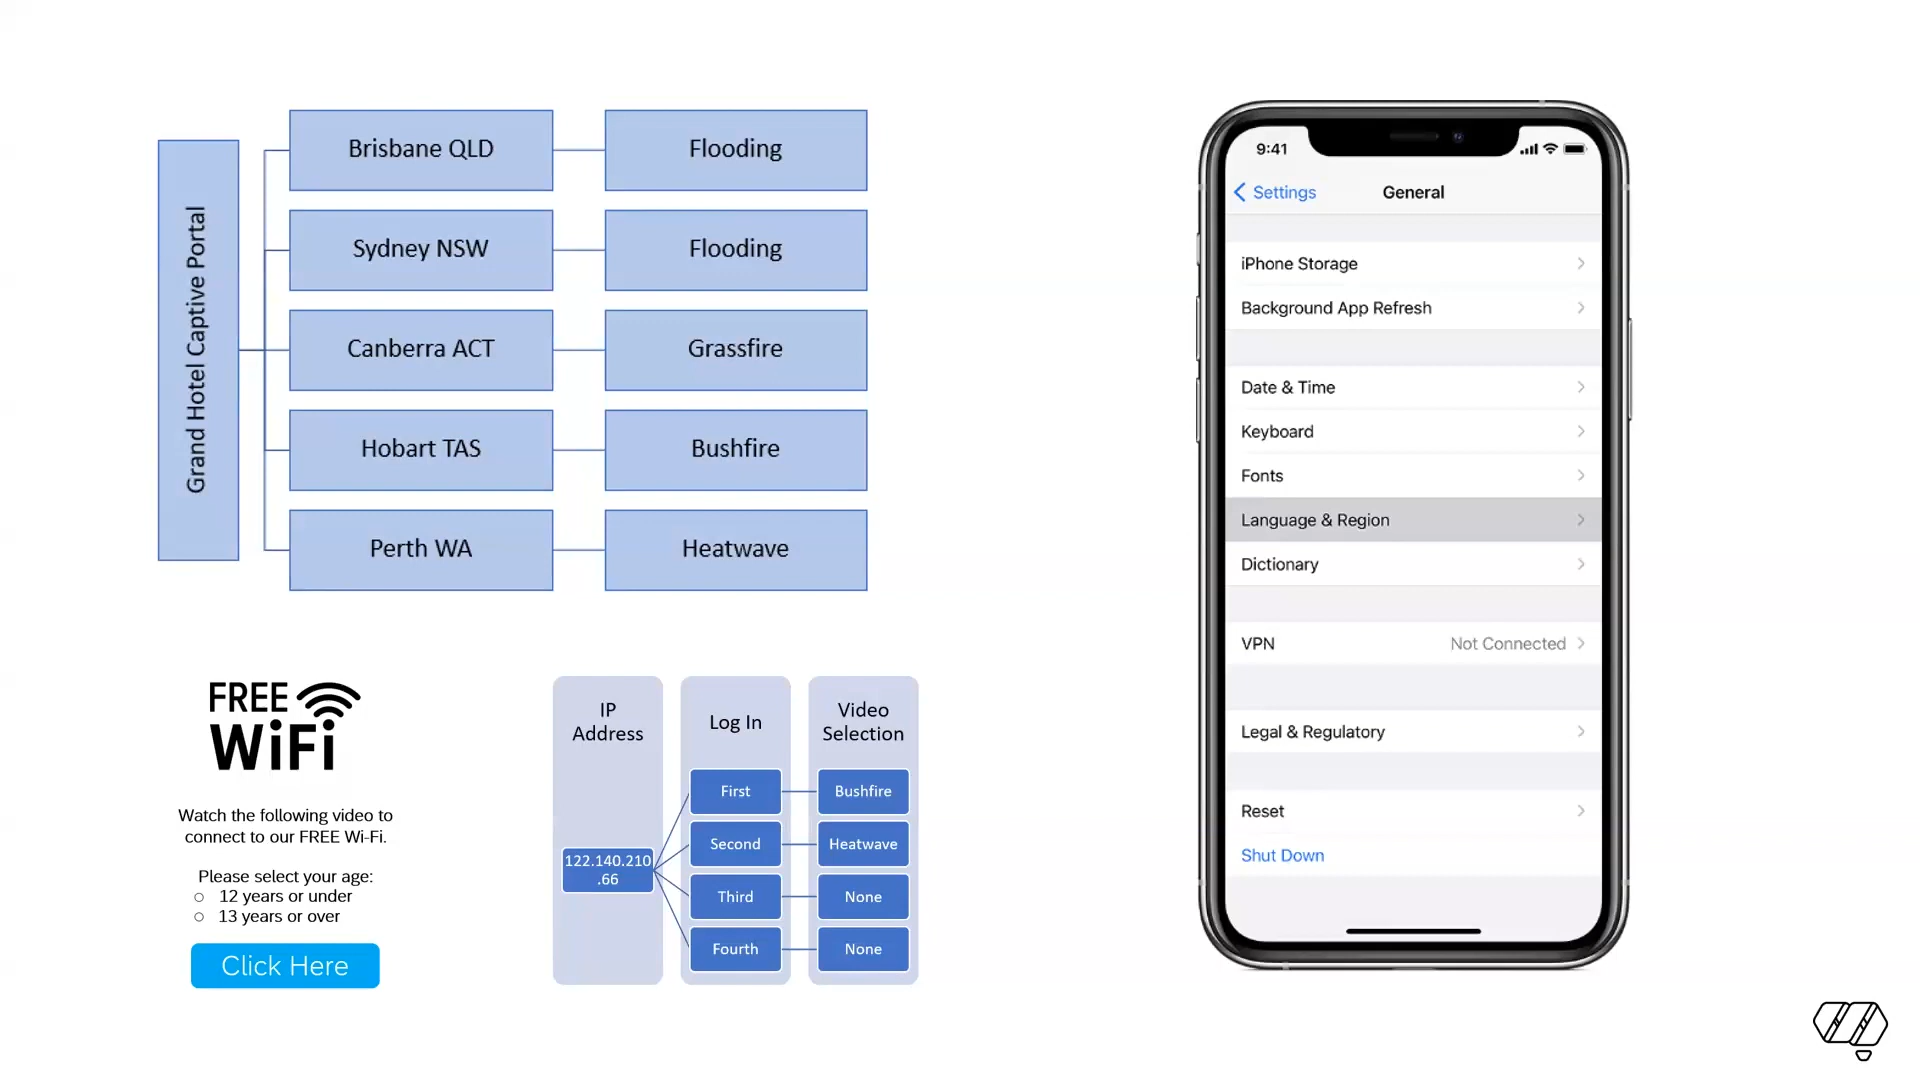 Grand Hotel Captive Portal
Brisbane QLD
Flooding
Sydney NSW
Flooding
Canberra ACT
Grassfire
Hobart TAS
Bushfire
Perth WA
Heatwave
FREE
WiFi
Watch the following video to
connect to our FREE Wi-Fi.
Please select your age:
12 years or under
13 years or over
Click Here
IP
Address
122.140.210
.66
Log In
First
Second
Third
Fourth
Video
Selection
Bushfire
Heatwave
None
None
9:41
Settings
General
iPhone Storage
Background App Refresh
Date & Time
Keyboard
Fonts
Language & Region
Dictionary
VPN Not Connected
Legal & Regulatory
Reset
Shut Down